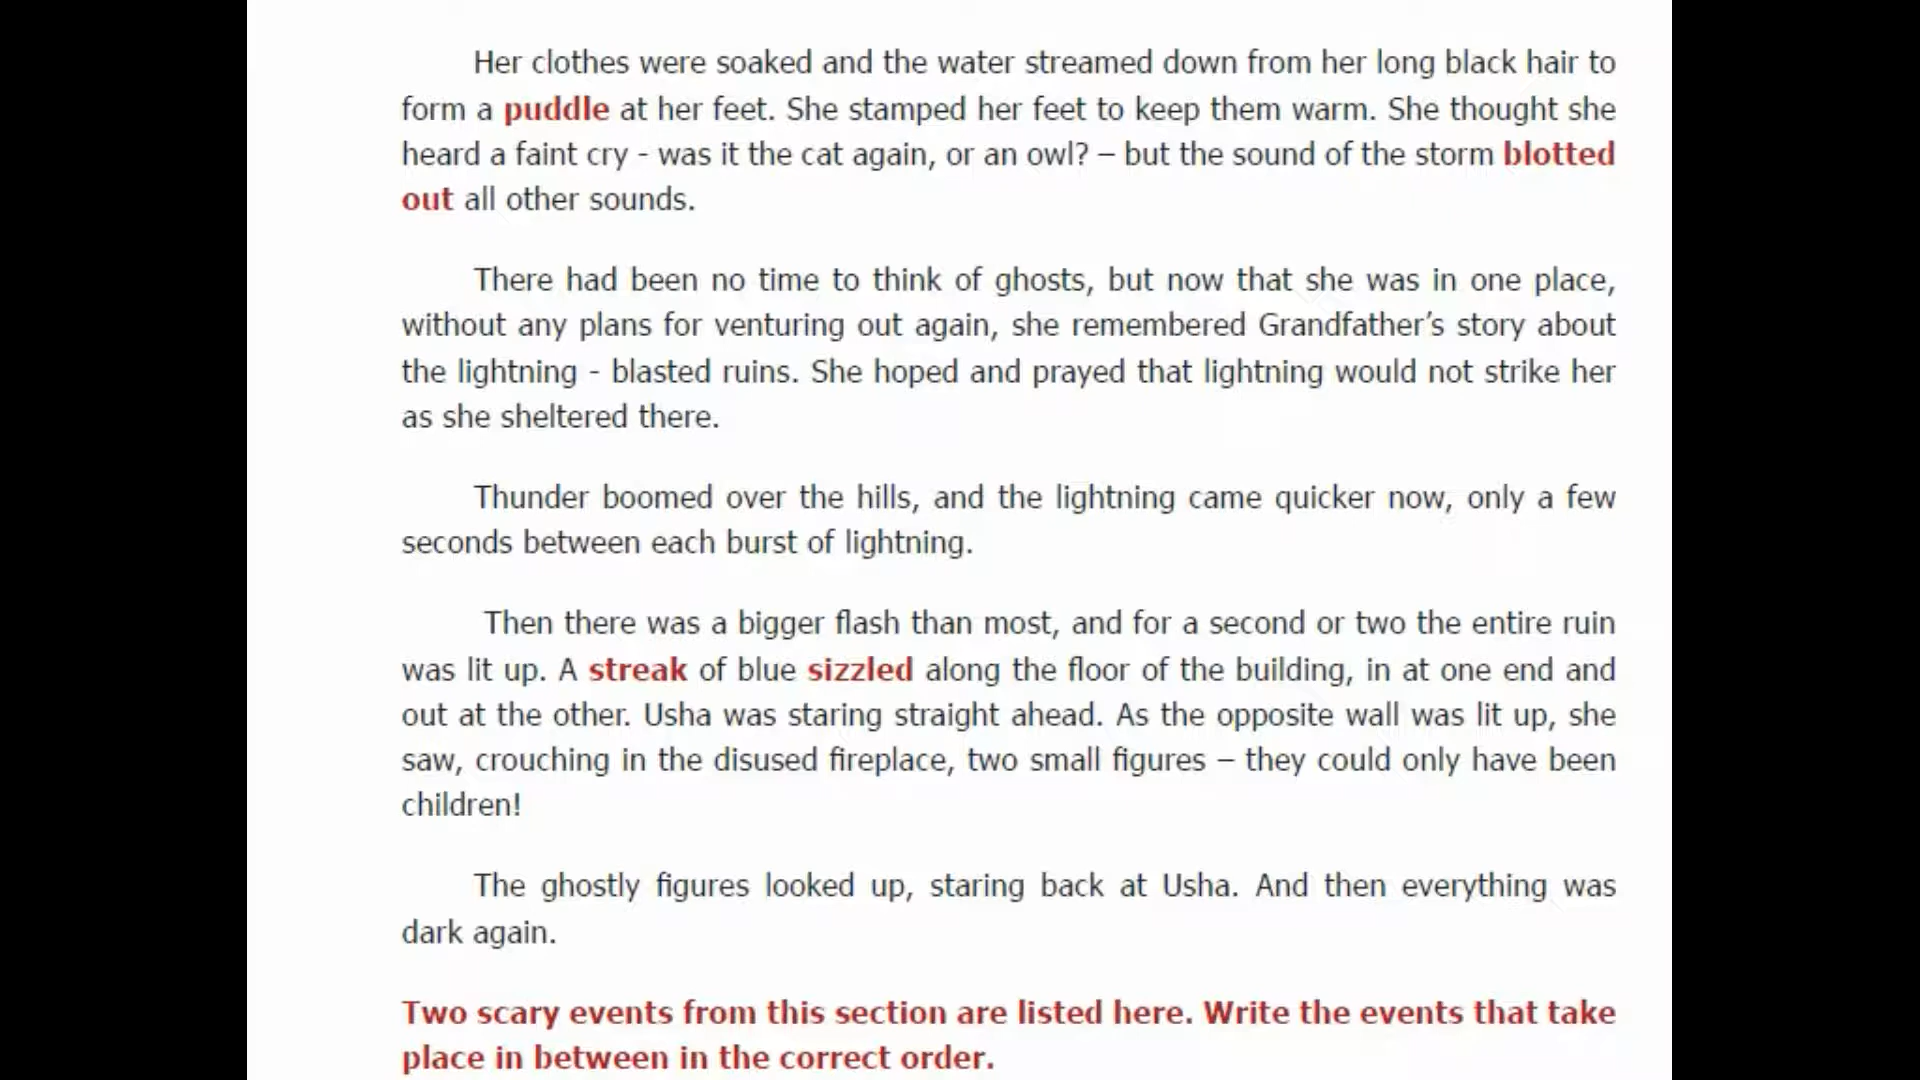 Her clothes were soaked and the water streamed down from her long black hair to
form a puddle at her feet. She stamped her feet to keep them warm. She thought she
heard a faint cry - was it the cat again, or an owl? – but the sound of the storm blotted
out all other sounds.
There had been no time to think of ghosts, but now that she was in one place,
without any plans for venturing out again, she remembered Grandfather’s story about
the lightning - blasted ruins. She hoped and prayed that lightning would not strike her
as she sheltered there.
Thunder boomed over the hills, and the lightning came quicker now, only a few
seconds between each burst of lightning.
Then there was a bigger flash than most, and for a second or two the entire ruin
was lit up. A streak of blue sizzled along the floor of the building, in at one end and
out at the other. Usha was staring straight ahead. As the opposite wall was lit up, she
saw, crouching in the disused fireplace, two small figures – they could only have been
children!
The ghostly figures looked up, staring back at Usha. And then everything was
dark again.
Two scary events from this section are listed here. Write the events that take
place in between in the correct order.